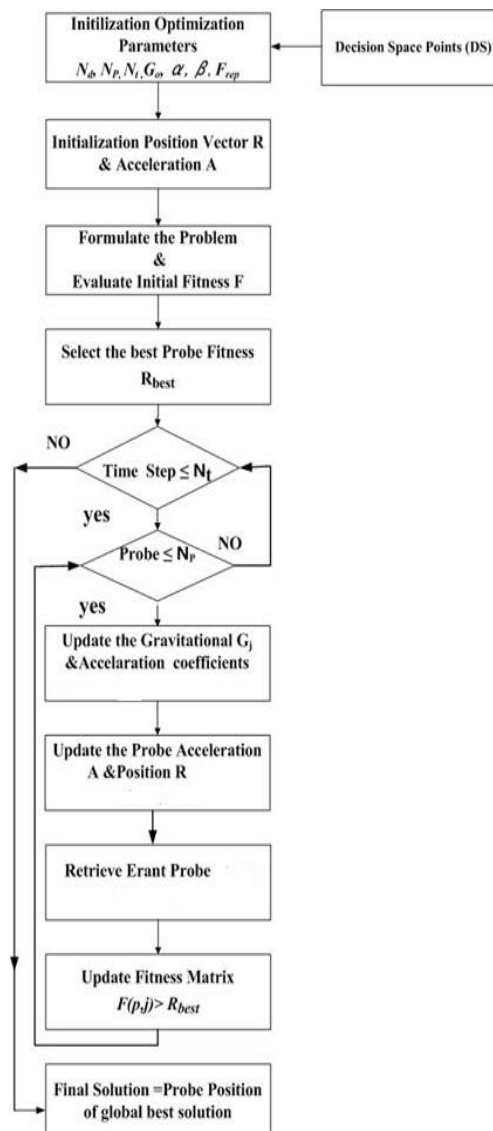 Initilization Optimization
Parameters
N_d, N_P, N_t, G_o, α, β, F_rep
Decision Space Points (DS)
Initialization Position Vector R
& Acceleration A
Formulate the Problem
&
Evaluate Initial Fitness F
Select the best Probe Fitness
R_best
NO
Time Step ≤ N_t
yes
Probe ≤ N_P
NO
yes
Update the Gravitational G_j
&Accelaration coefficients
Update the Probe Acceleration
A &Position R
Retrieve Erant Probe
Update Fitness Matrix
F(p,j)> R_best
Final Solution =Probe Position
of global best solution